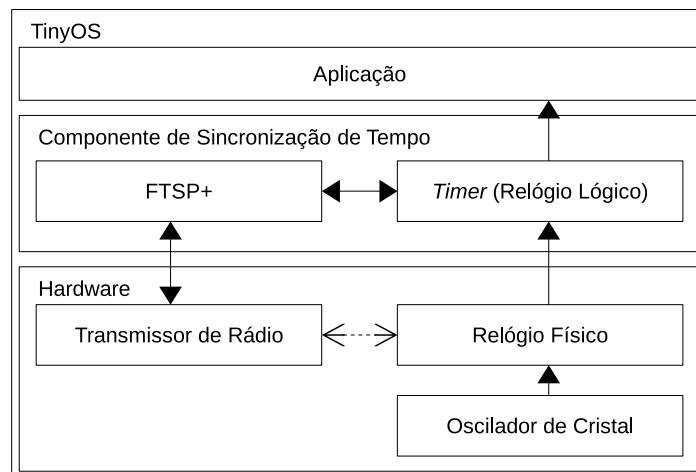 TinyOS
Aplicação
Componente de Sincronização de Tempo
FTSP+
Timer (Relógio Lógico)
Hardware
Transmissor de Rádio
Relógio Físico
Oscilador de Cristal